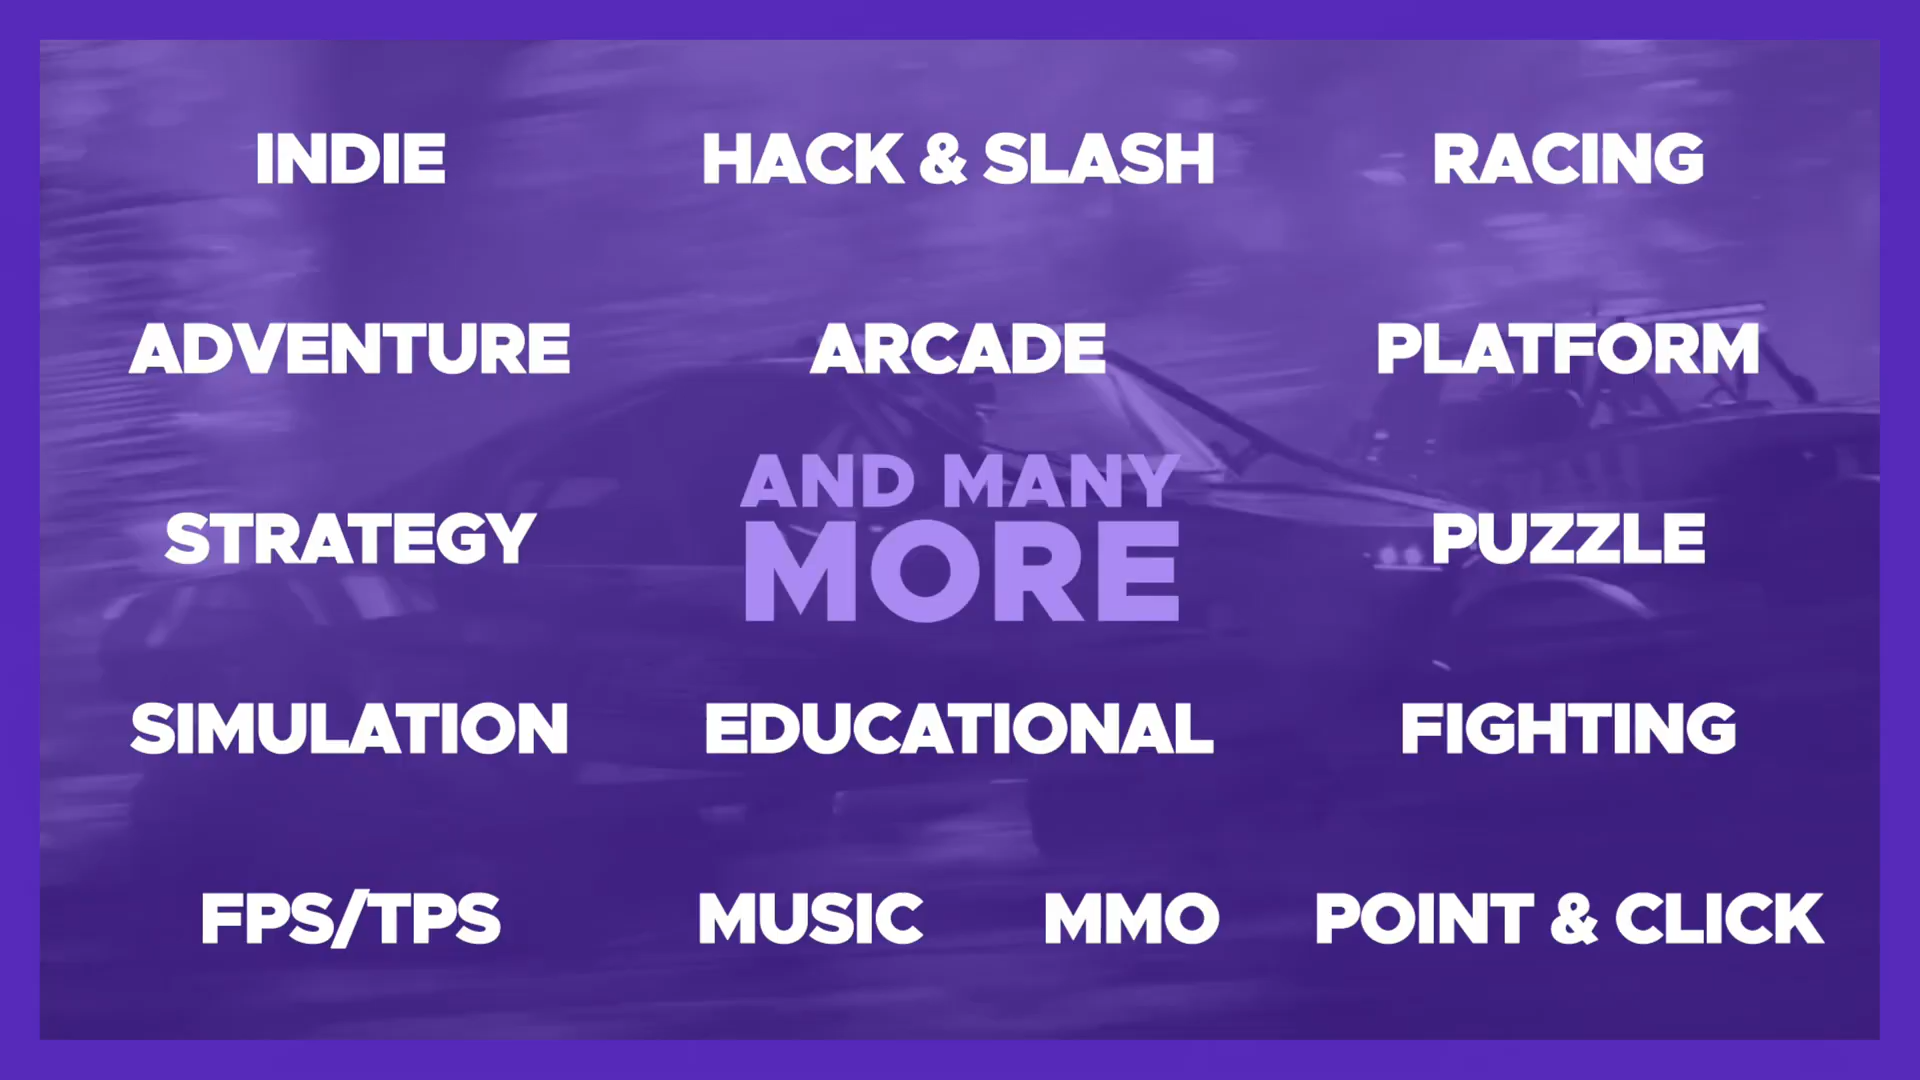 INDIE
HACK & SLASH
RACING
ADVENTURE
ARCADE
PLATFORM
STRATEGY
AND MANY
MORE
PUZZLE
SIMULATION
EDUCATIONAL
FIGHTING
FPS/TPS
MUSIC
MMO
POINT & CLICK